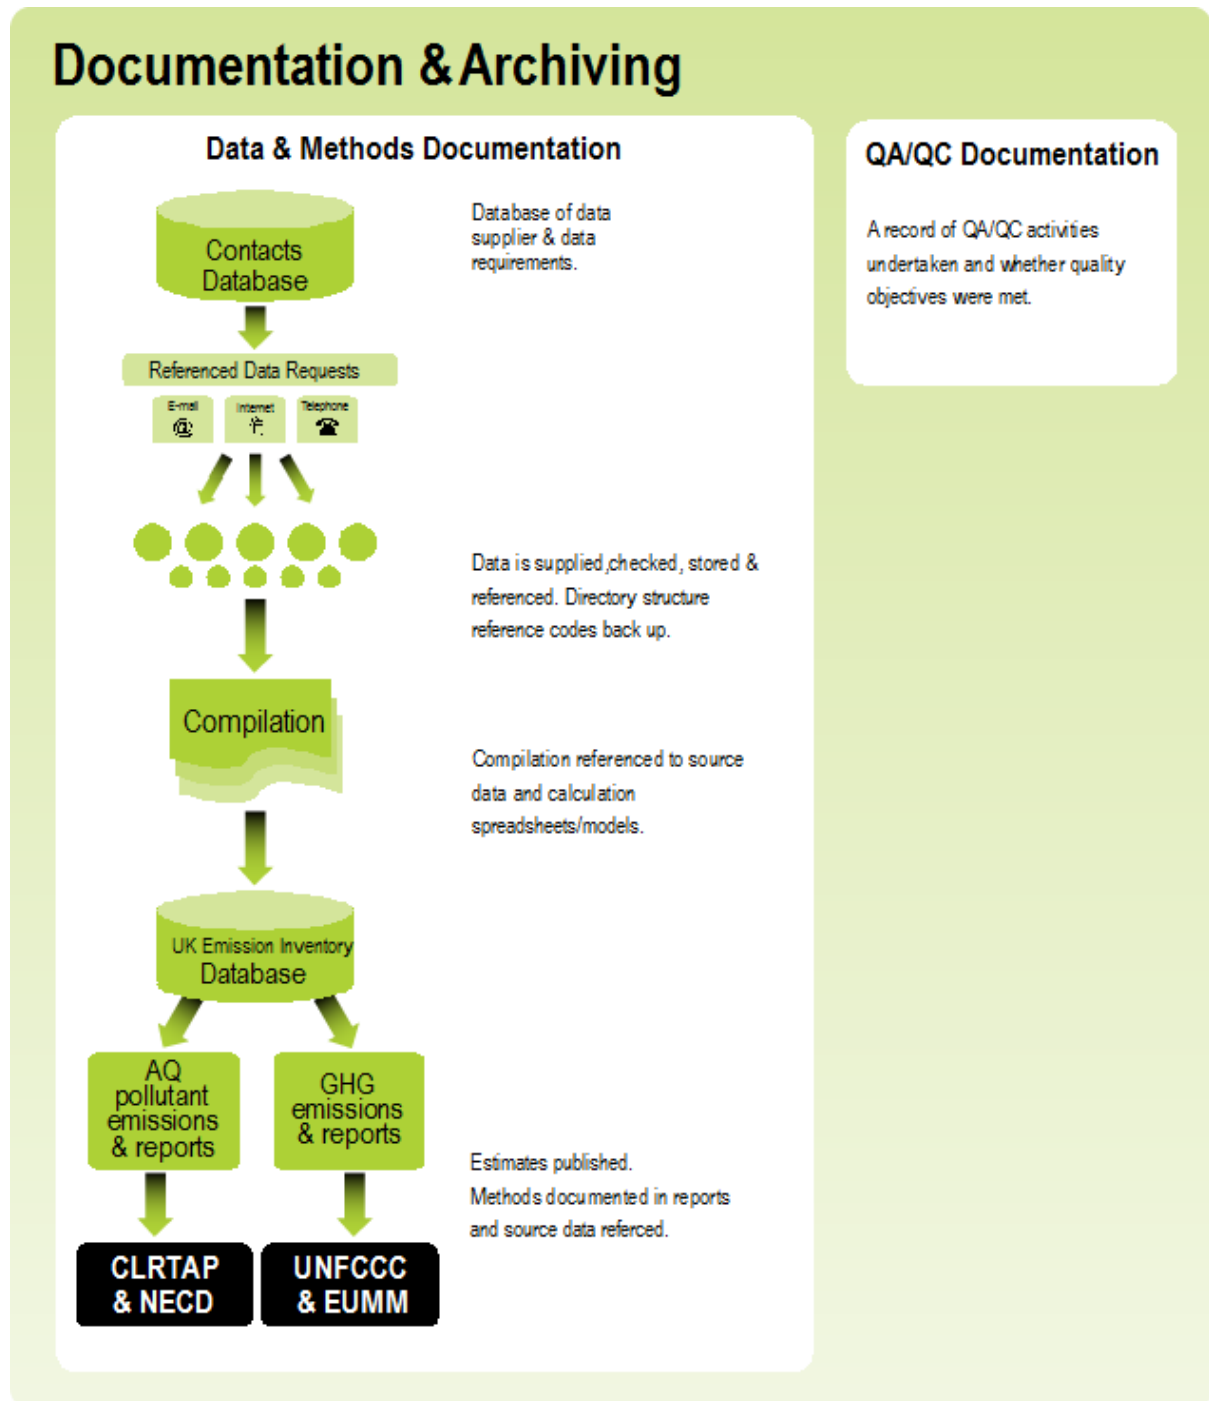 Documentation & Archiving
Data & Methods Documentation
Contacts
Database
Database of data
supplier & data
requirements.
Referenced Data Requests
E-mail
Internet
Telephone
@
Data is supplied,checked, stored &
referenced. Directory structure
reference codes back up.
Compilation
Compilation referenced to source
data and calculation
spreadsheets/models.
UK Emission Inventory
Database
AQ
pollutant
emissions
& reports
GHG
emissions
& reports
Estimates published.
Methods documented in reports
and source data referced.
CLRTAP
& NECD
UNFCCC
& EUMM
QA/QC Documentation
A record of QA/QC activities
undertaken and whether quality
objectives were met.